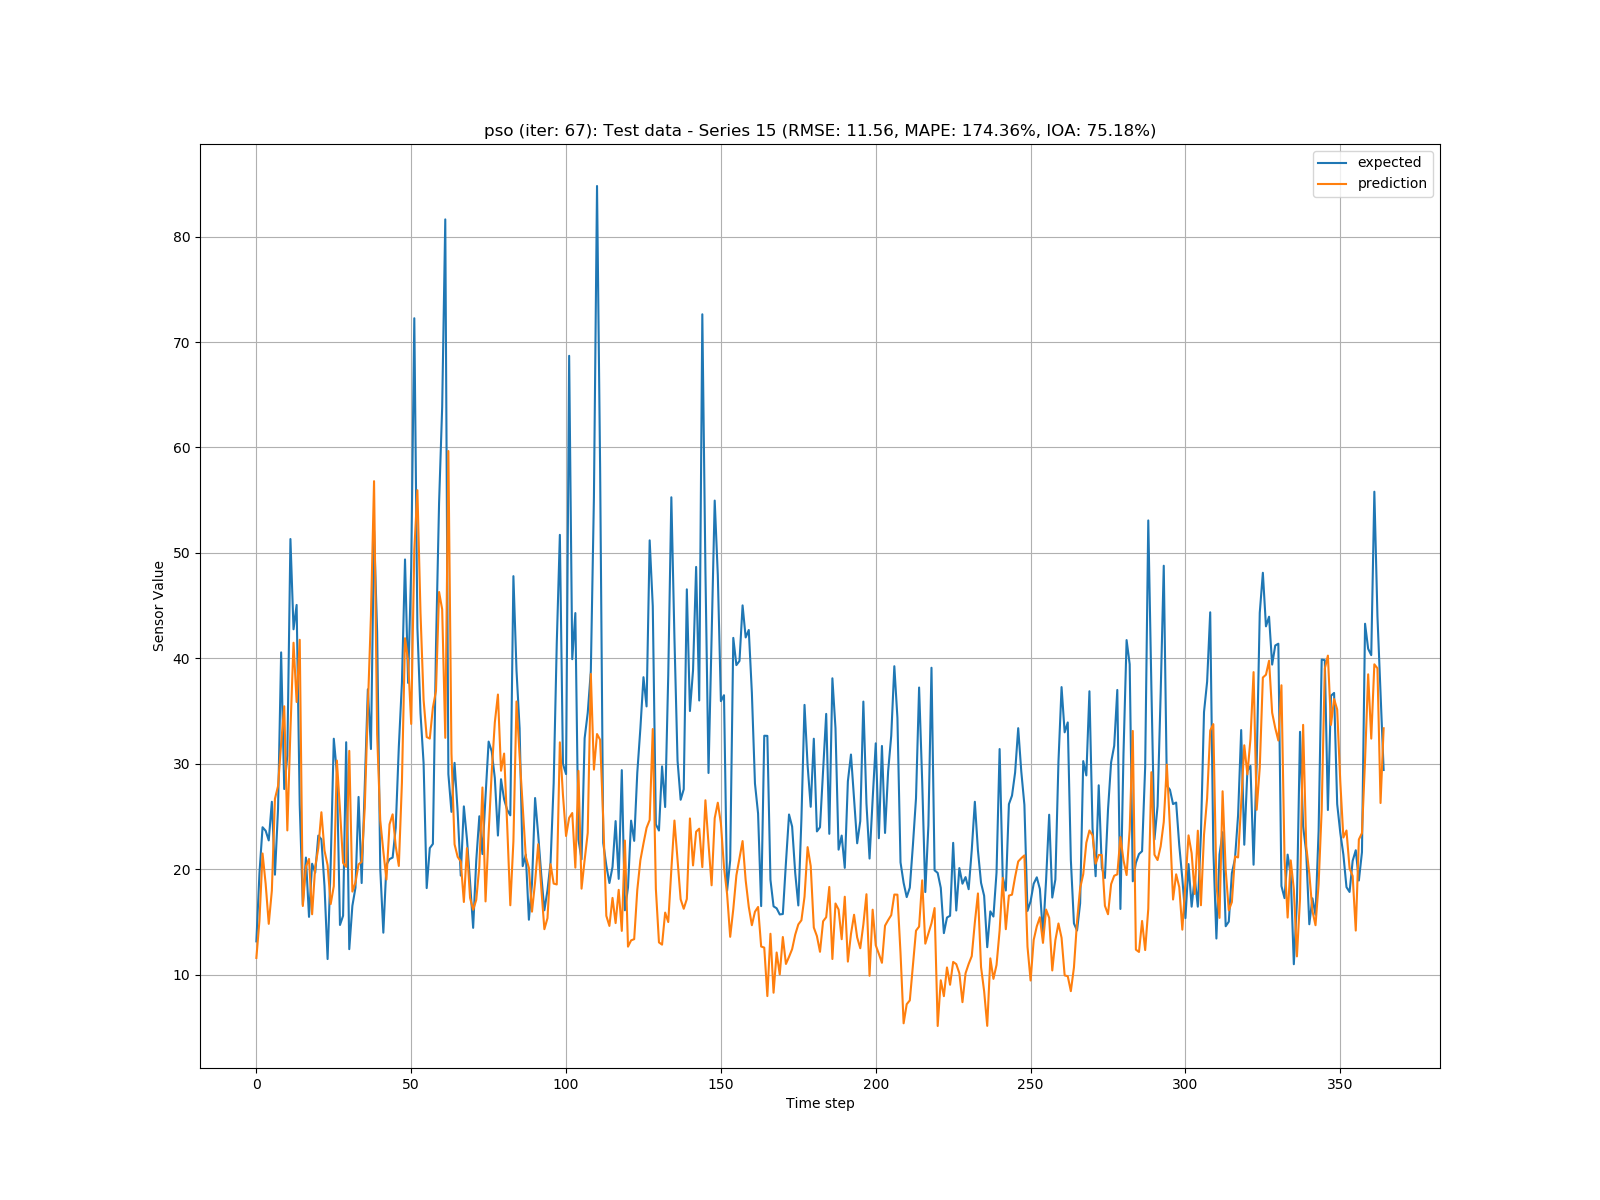 pso (iter: 67): Test data - Series 15 (RMSE: 11.56, MAPE: 174.36%, IOA: 75.18%)
expected
prediction
80
70
60
50
40
30
20
10
Sensor Value
0 50 100 150 200 250 300 350
Time step